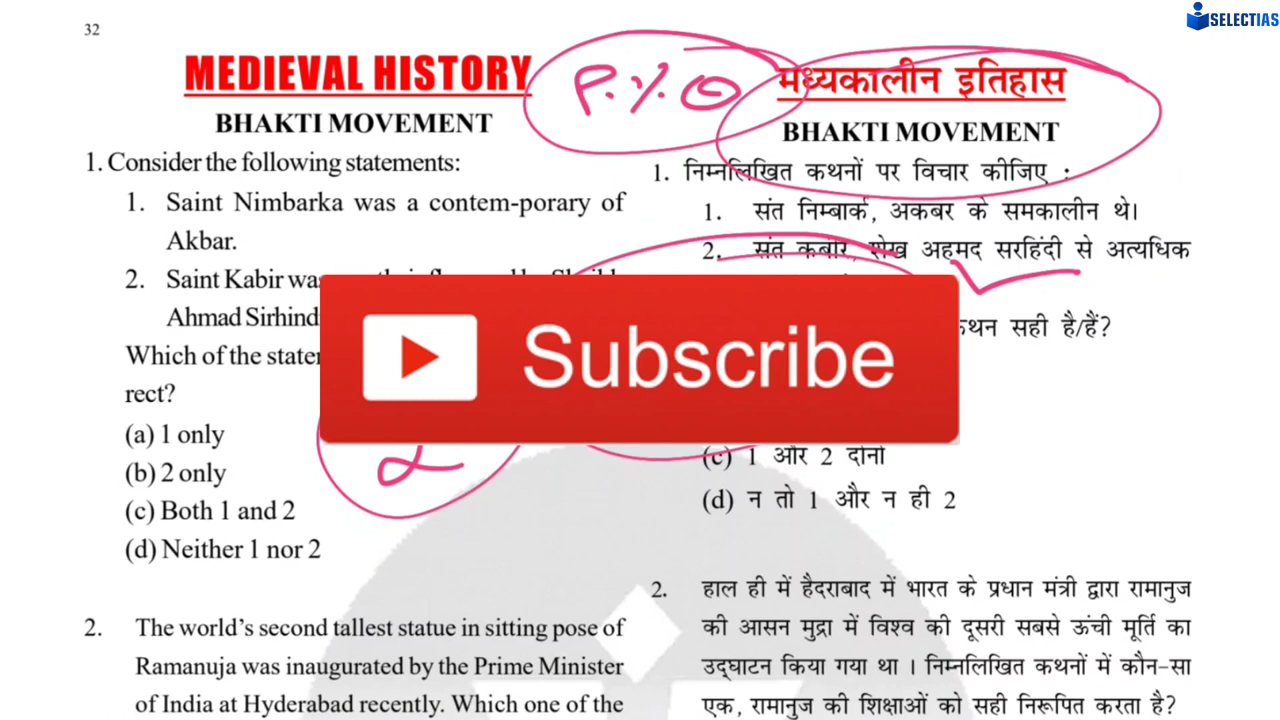 32
SELECTIAS
MEDIEVAL HISTORY
BHAKTI MOVEMENT
1. Consider the following statements:
1. Saint Nimbarka was a contem-porary of
Akbar.
2. Saint Kabir was
Ahmad Sirhind
Which of the state
rect?
(a) 1 only
(b) 2 only
(c) Both 1 and 2
(d) Neither 1 nor 2
2. The world's second tallest statue in sitting pose of
Ramanuja was inaugurated by the Prime Minister
of India at Hyderabad recently. Which one of the
P.Y.Q
मध्यकालीन इतिहास
BHAKTI MOVEMENT
1. निम्नलिखित कथनों पर विचार कीजिए :
1. संत निम्बार्क, अकबर के समकालीन थे।
2. संत कबीर, शेख अहमद सरहिंदी से अत्यधिक
कथन सही है/हैं?
(c) 1 और 2 दोनों
(d) न तो 1 और न ही 2
2. हाल ही में हैदराबाद में भारत के प्रधान मंत्री द्वारा रामानुज
की आसन मुद्रा में विश्व की दूसरी सबसे ऊंची मूर्ति का
उद्घाटन किया गया था । निम्नलिखित कथनों में कौन-सा
एक, रामानुज की शिक्षाओं को सही निरूपित करता है?
Subscribe